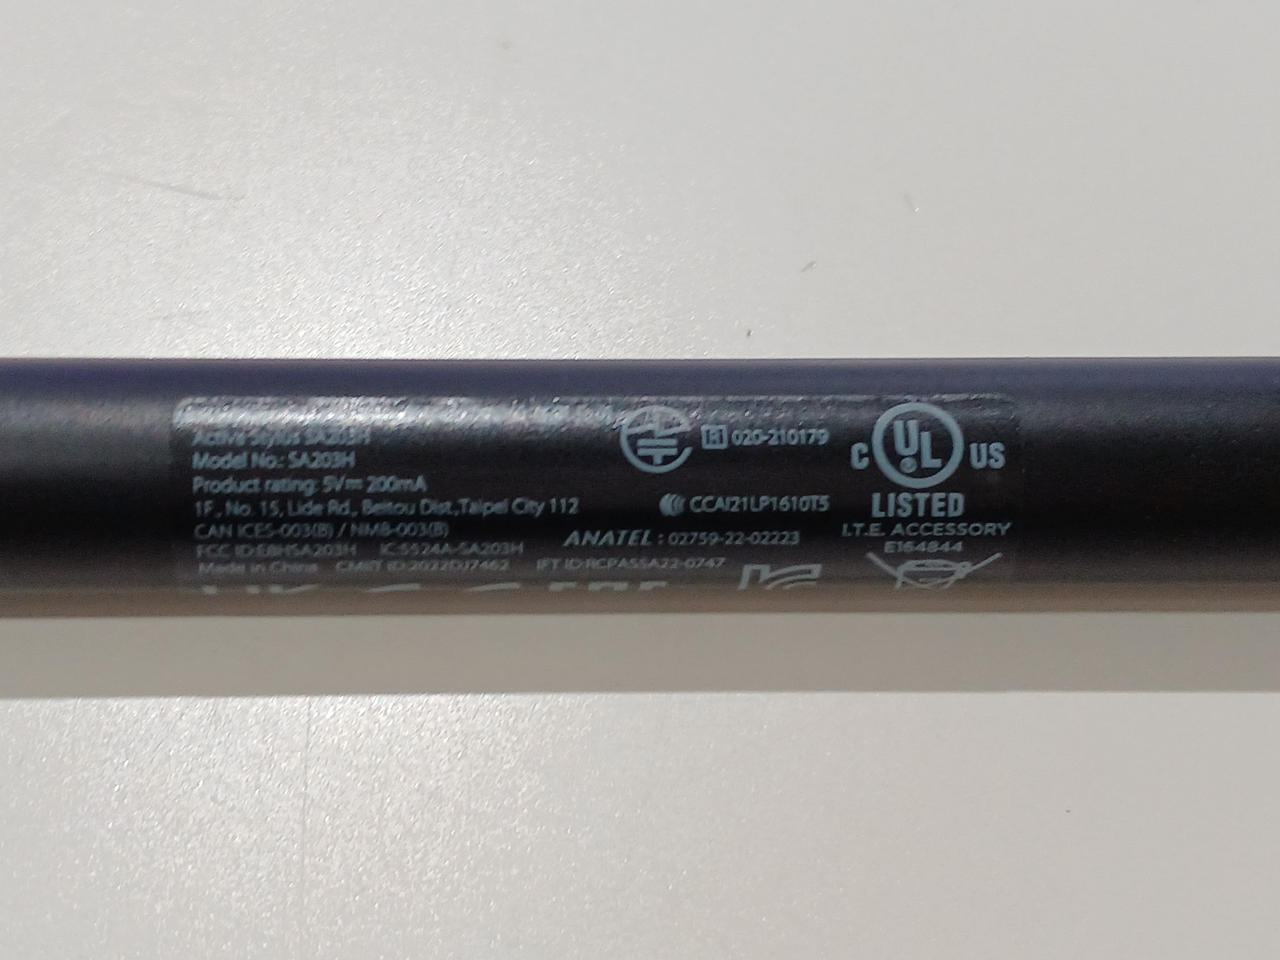 Active Stylus SA203H
Model No.: SA203H
Product rating: 5V 200mA
1F., No. 15, Lide Rd., Beitou Dist., Taipei City 112
CAN ICES-003(B) / NMB-003(B)
FCC ID:EBHSA203H IC:5524A-SA203H
Made in China CMIIT ID:2022DJ7462 IFT ID:RCPASSA22-0747
R 020-210179
CCAI21LP1610T5
ANATEL : 02759-22-02223
C UL US
LISTED
I.T.E. ACCESSORY
E164844